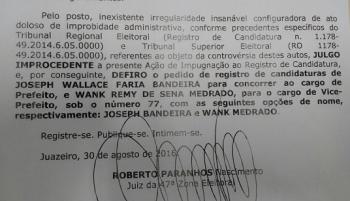 Pelo posto, inexistente irregularidade insanável configuradora de ato
doloso de improbidade administrativa, conforme precedentes específicos do
Tribunal Regional Eleitoral (Registro de Candidatura n. 1.178-
49.2014.6.05.0000) e Tribunal Superior Eleitoral (RO 1178-
49.2014.6.05.0000), referentes ao objeto da controvérsia destes autos, JULGO
IMPROCEDENTE a presente Ação de Impugnação ao Registro de Candidatura,
e, por conseguinte, DEFIRO o pedido de registro de candidaturas de
JOSEPH WALLACE FARIA BANDEIRA para concorrer ao cargo de
Prefeito, e WANK REMY DE SENA MEDRADO, para o cargo de Vice-
Prefeito, sob o número 77, com as seguintes opções de nome,
respectivamente: JOSEPH BANDEIRA e WANK MEDRADO.
Registre-se. Publique-se. Intimem-se.
Juazeiro, 30 de agosto de 2016.
ROBERTO PARANHOS Nascimento
Juiz da 47ª Zona Eleitoral